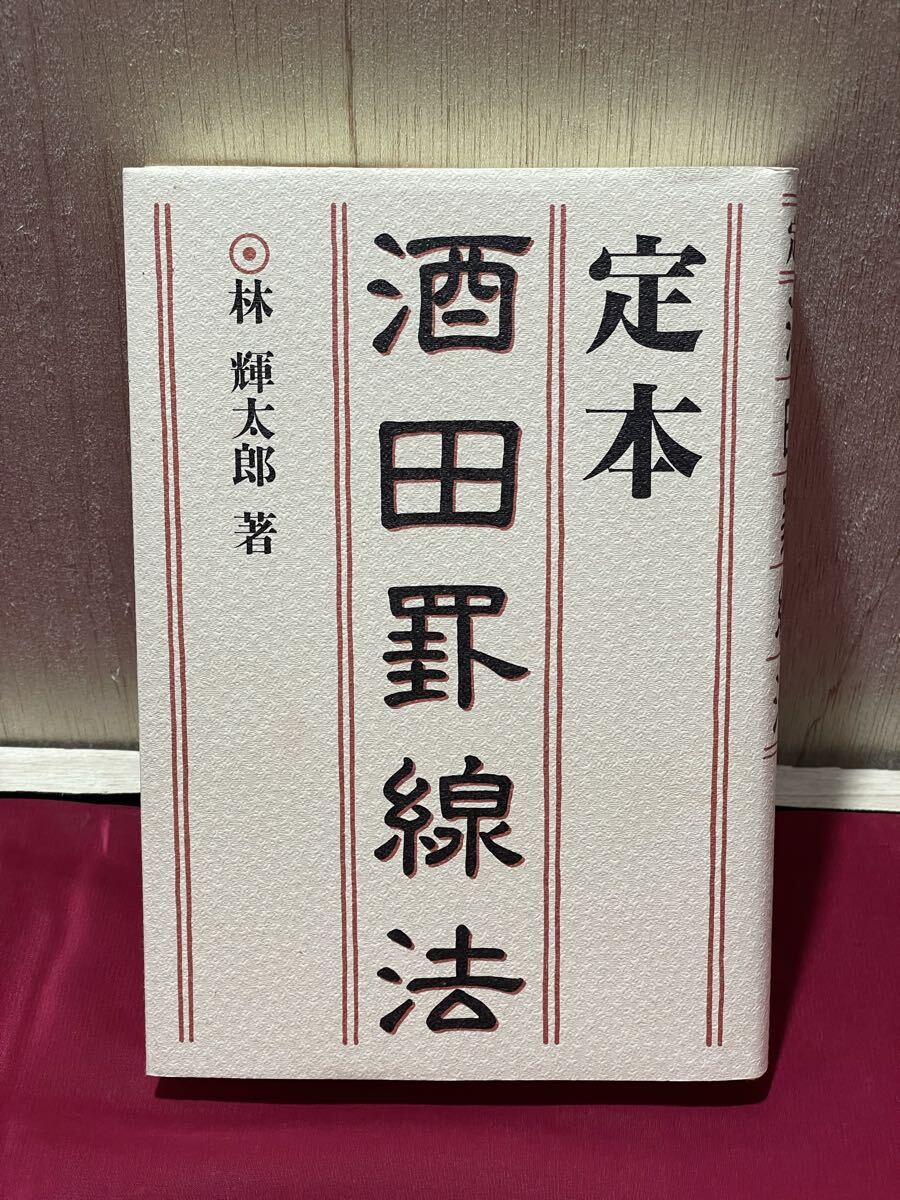 定本
酒田罫線法
林 輝太郎 著